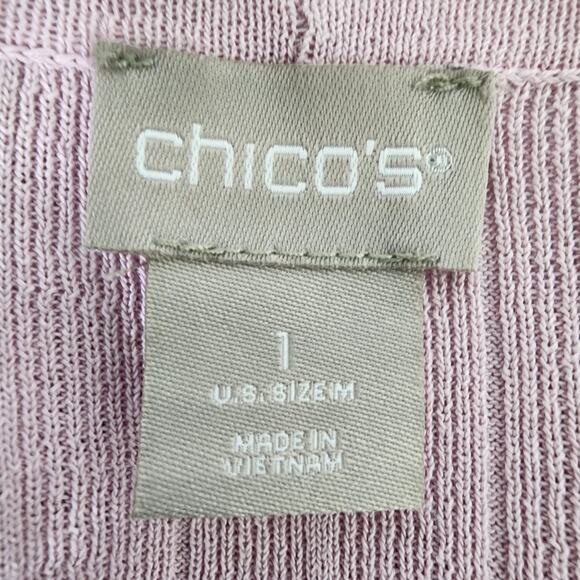 chico's®
1
U.S. SIZE M
MADE IN
VIETNAM